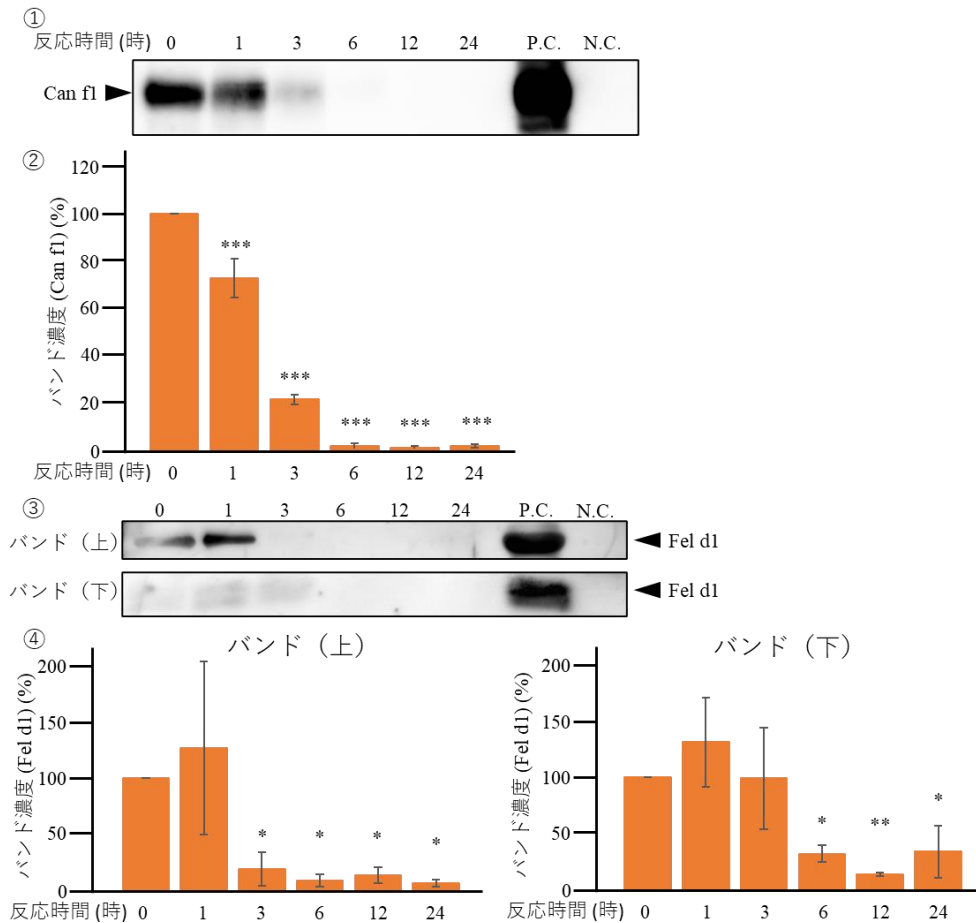 ①
反応時間 (時) 0 1 3 6 12 24 P.C. N.C.
Can f1
②
バンド濃度 (Can f1) (%)
120
100
80
60
40
20
0
***
***
***
***
***
反応時間 (時) 0 1 3 6 12 24
③
0 1 3 6 12 24 P.C. N.C.
バンド（上） Fel d1
バンド（下） Fel d1
④
バンド（上）
バンド濃度 (Fel d1) (%)
200
150
100
50
0
*
*
*
*
反応時間 (時) 0 1 3 6 12 24
バンド（下）
バンド濃度 (Fel d1) (%)
200
150
100
50
0
*
**
*
反応時間 (時) 0 1 3 6 12 24